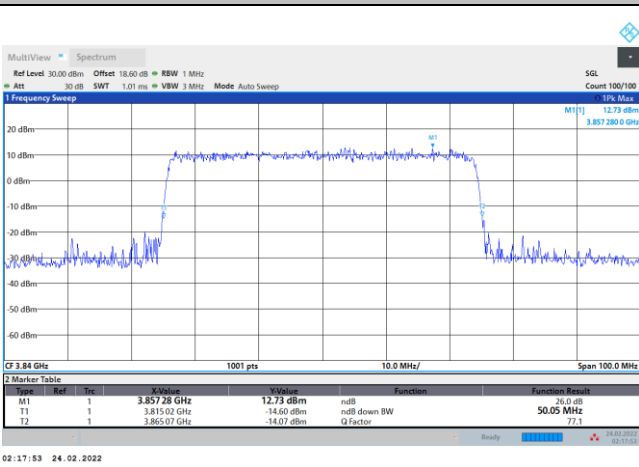 MultiView Spectrum
Ref Level 30.00 dBm Offset 18.60 dB RBW 1 MHz SGL
Att 30 dB SWT 1.01 ms VBW 3 MHz Mode Auto Sweep Count 100/100
1 Frequency Sweep 1Pk Max
M1[1] 12.73 dBm
3.857 280 0 GHz
20 dBm
M1
10 dBm
0 dBm
-10 dBm
T1 T2
-20 dBm
-30 dBm
-40 dBm
-50 dBm
-60 dBm
CF 3.84 GHz 1001 pts 10.0 MHz/ Span 100.0 MHz
2 Marker Table
Type Ref Trc X-Value Y-Value Function Function Result
M1 1 3.857 28 GHz 12.73 dBm ndB 26.0 dB
T1 1 3.815 02 GHz -14.60 dBm ndB down BW 50.05 MHz
T2 1 3.865 07 GHz -14.07 dBm Q Factor 77.1
Ready 24.02.2022
02:17:53
02:17:53 24.02.2022